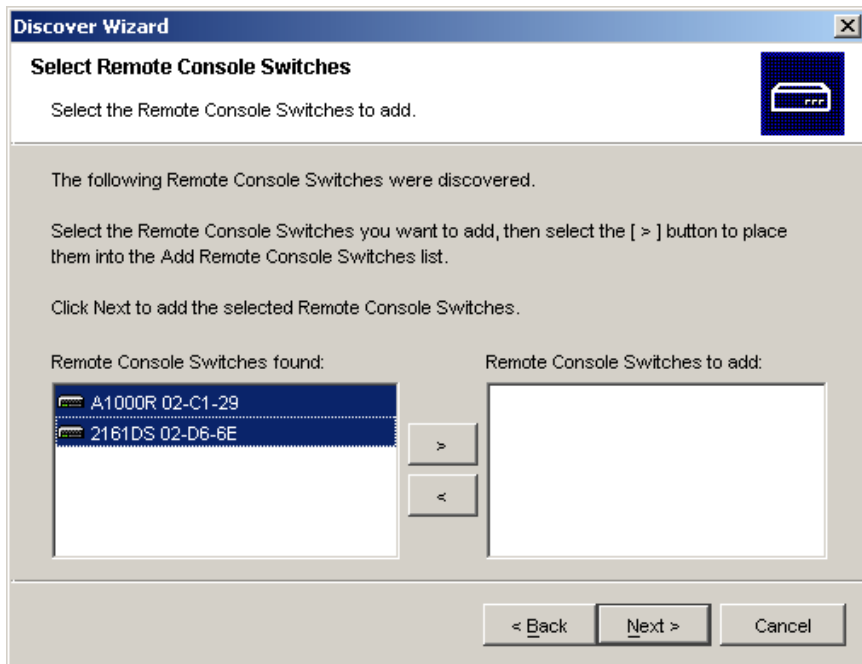 Discover Wizard
Select Remote Console Switches
Select the Remote Console Switches to add.
The following Remote Console Switches were discovered.
Select the Remote Console Switches you want to add, then select the [ > ] button to place
them into the Add Remote Console Switches list.
Click Next to add the selected Remote Console Switches.
Remote Console Switches found:
Remote Console Switches to add:
A1000R 02-C1-29
2161DS 02-D6-6E
>
<
< Back
Next >
Cancel